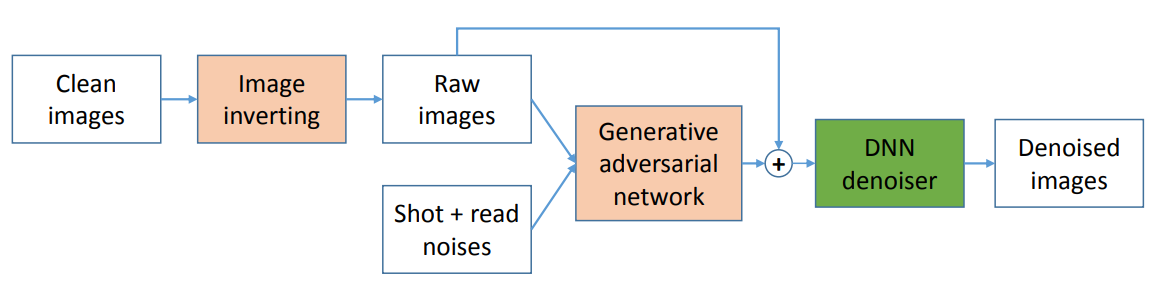 Clean
images
Image
inverting
Raw
images
Shot + read
noises
Generative
adversarial
network
+
DNN
denoiser
Denoised
images